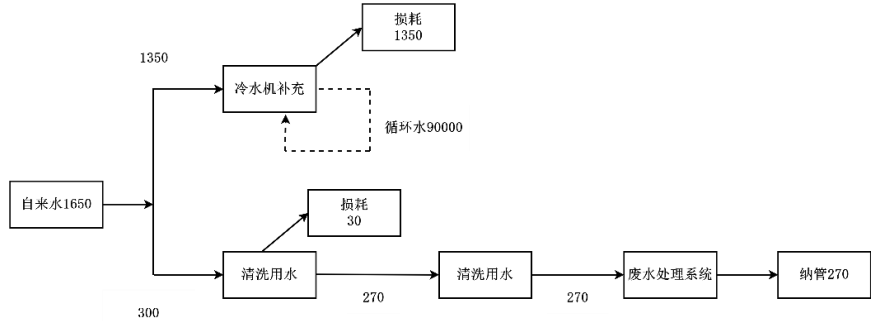 损耗
1350
1350
冷水机补充
循环水90000
自米水1650
损耗
30
清洗用水
清洗用水
废水处理系统
纳管270
270
270
300